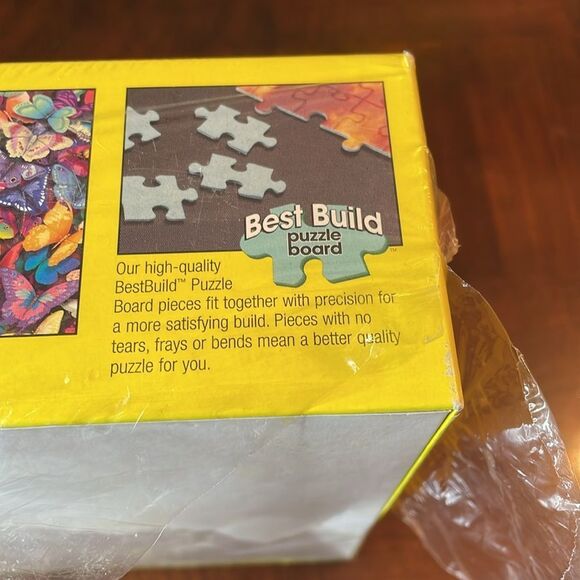 Best Build
puzzle
board™
Our high-quality
BestBuild™ Puzzle
Board pieces fit together with precision for
a more satisfying build. Pieces with no
tears, frays or bends mean a better quality
puzzle for you.